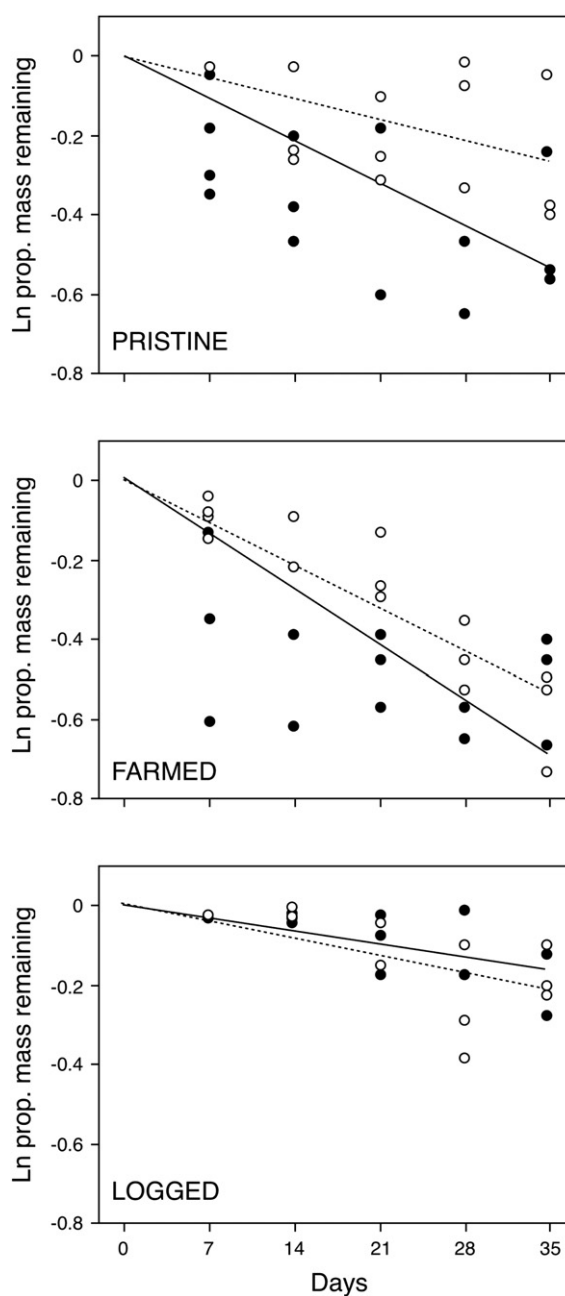 0
-0.2
-0.4
-0.6
-0.8
Ln prop. mass remaining
PRISTINE
0
-0.2
-0.4
-0.6
-0.8
Ln prop. mass remaining
FARMED
0
-0.2
-0.4
-0.6
-0.8
Ln prop. mass remaining
LOGGED
0 7 14 21 28 35
Days